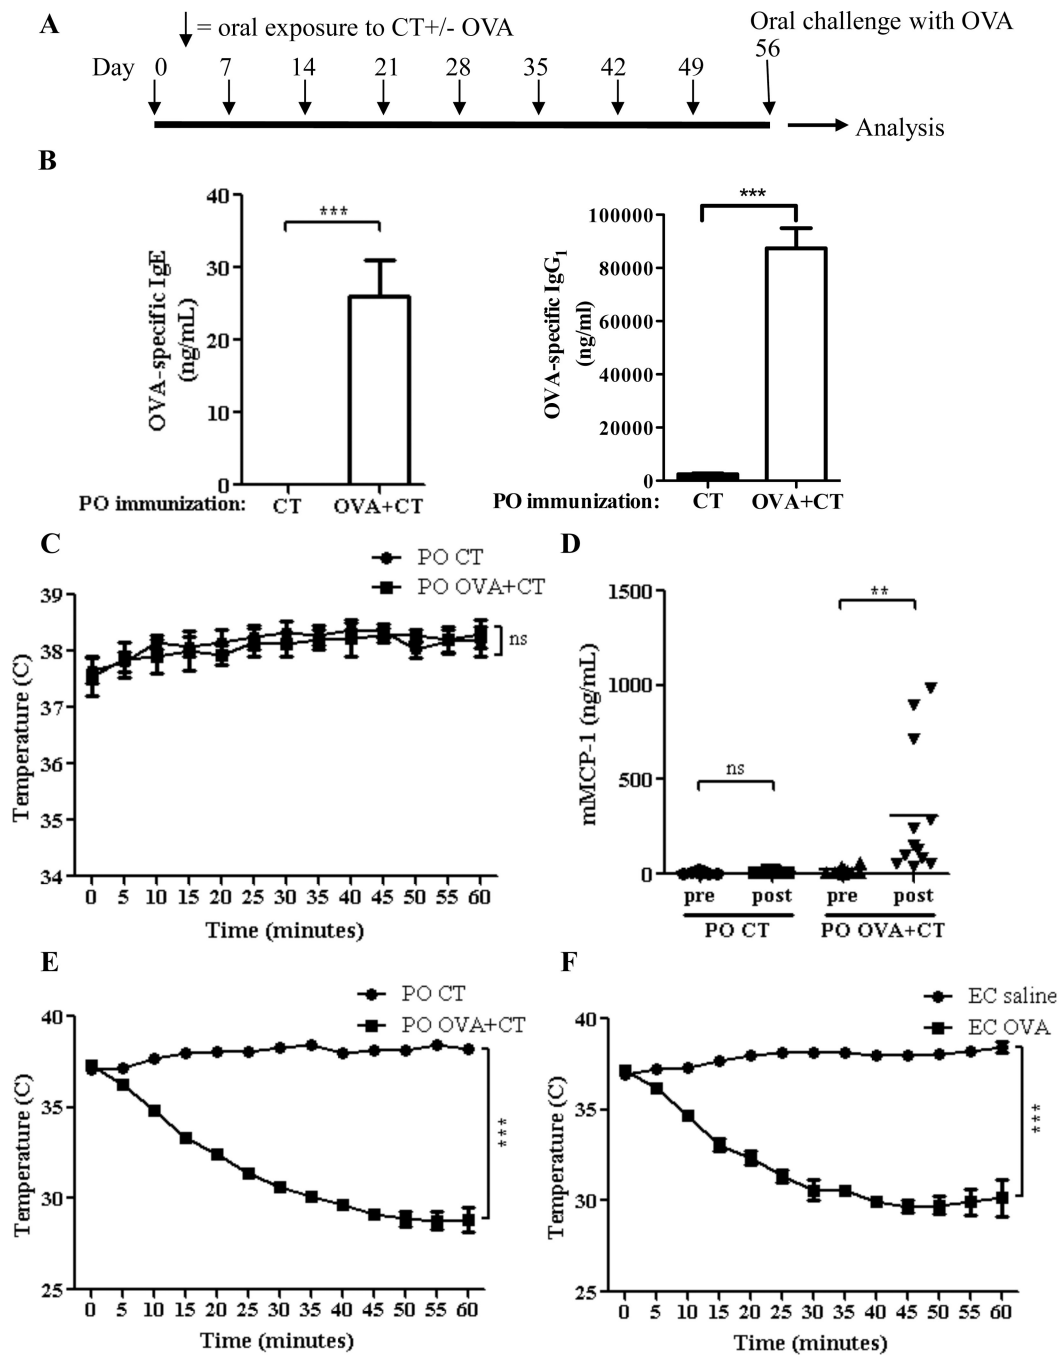 A
= oral exposure to CT+/- OVA
Oral challenge with OVA
Day 0 7 14 21 28 35 42 49 56
Analysis
B
40
30
20
10
0
OVA-specific IgE
(ng/mL)
***
PO immunization: CT OVA+CT
100000
80000
60000
40000
20000
0
OVA-specific IgG1
(ng/ml)
***
PO immunization: CT OVA+CT
C
PO CT
PO OVA+CT
39
38
37
36
35
34
Temperature (C)
ns
0 5 10 15 20 25 30 35 40 45 50 55 60
Time (minutes)
D
1500
1000
500
0
mMCP-1 (ng/mL)
ns
**
pre post pre post
PO CT PO OVA+CT
E
PO CT
PO OVA+CT
40
35
30
25
Temperature (C)
***
0 5 10 15 20 25 30 35 40 45 50 55 60
Time (minutes)
F
EC saline
EC OVA
40
35
30
25
Temperature (C)
***
0 5 10 15 20 25 30 35 40 45 50 55 60
Time (minutes)